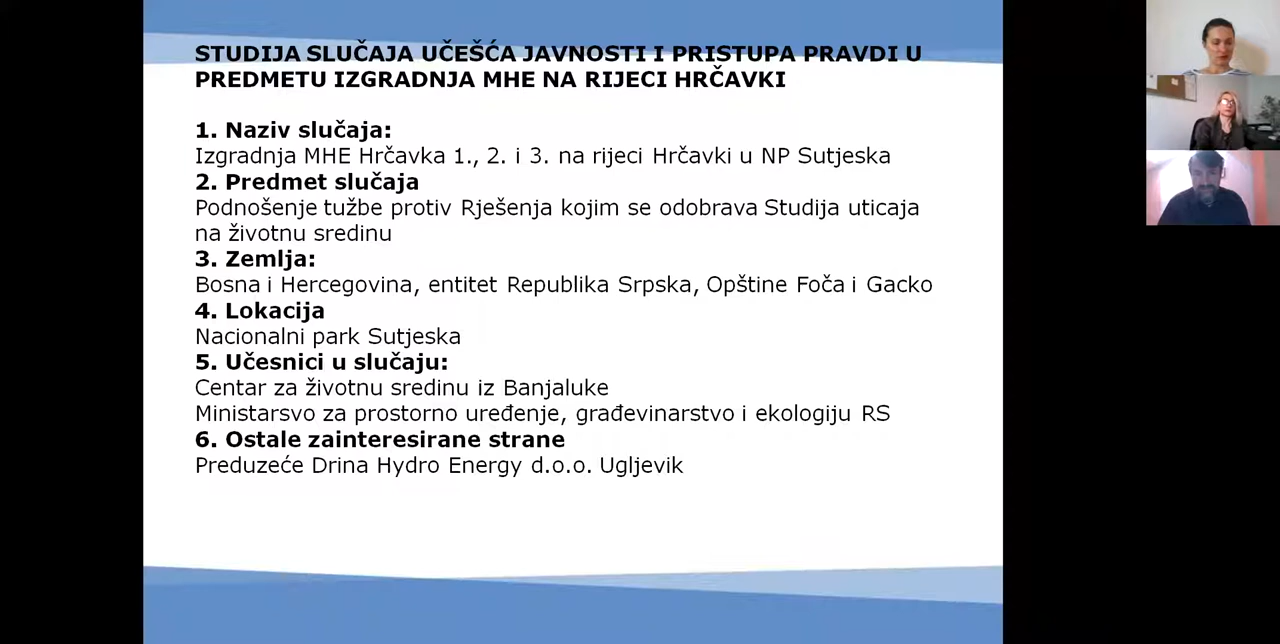 STUDIJA SLUČAJA UČEŠĆA JAVNOSTI I PRISTUPA PRAVDI U
PREDMETU IZGRADNJA MHE NA RIJECI HRČAVKI
1. Naziv slučaja:
Izgradnja MHE Hrčavka 1., 2. i 3. na rijeci Hrčavki u NP Sutjeska
2. Predmet slučaja
Podnošenje tužbe protiv Rješenja kojim se odobrava Studija uticaja
na životnu sredinu
3. Zemlja:
Bosna i Hercegovina, entitet Republika Srpska, Opštine Foča i Gacko
4. Lokacija
Nacionalni park Sutjeska
5. Učesnici u slučaju:
Centar za životnu sredinu iz Banjaluke
Ministarsvo za prostorno uređenje, građevinarstvo i ekologiju RS
6. Ostale zainteresirane strane
Preduzeće Drina Hydro Energy d.o.o. Ugljevik